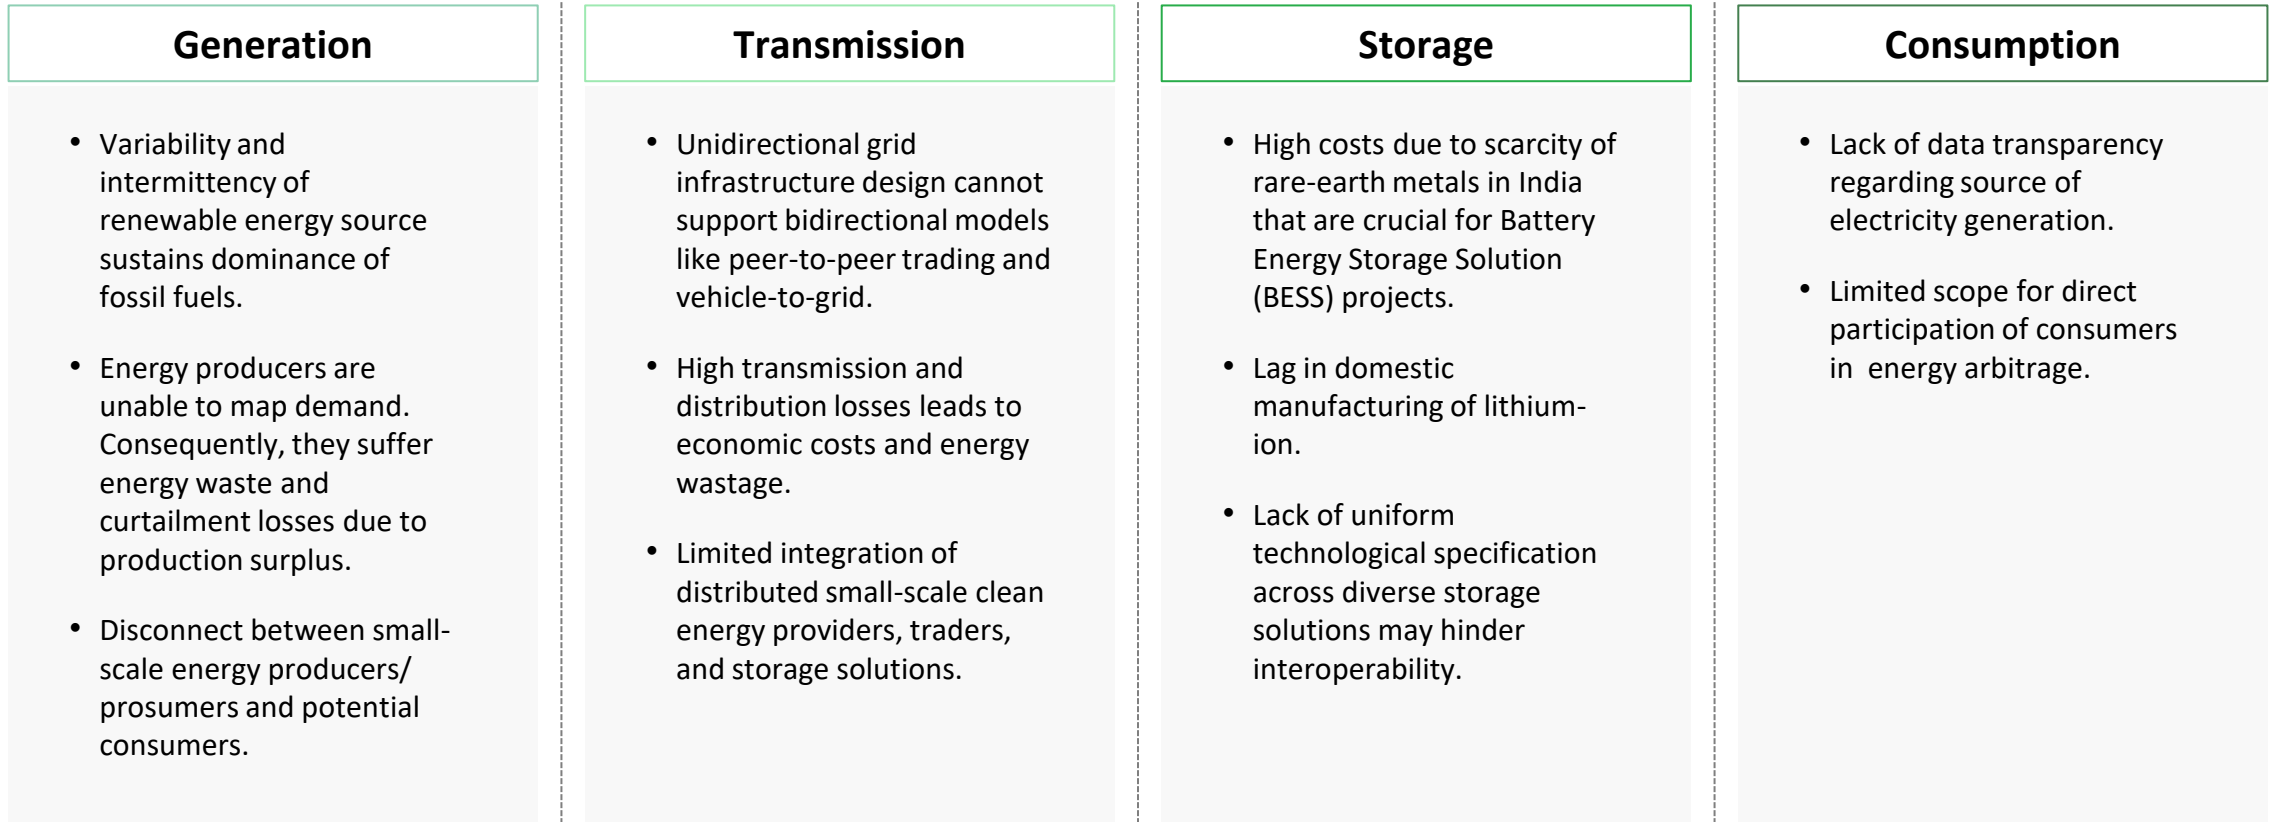 Generation
• Variability and
intermittency of
renewable energy source
sustains dominance of
fossil fuels.
• Energy producers are
unable to map demand.
Consequently, they suffer
energy waste and
curtailment losses due to
production surplus.
• Disconnect between small-
scale energy producers/
prosumers and potential
consumers.
Transmission
• Unidirectional grid
infrastructure design cannot
support bidirectional models
like peer-to-peer trading and
vehicle-to-grid.
• High transmission and
distribution losses leads to
economic costs and energy
wastage.
• Limited integration of
distributed small-scale clean
energy providers, traders,
and storage solutions.
Storage
• High costs due to scarcity of
rare-earth metals in India
that are crucial for Battery
Energy Storage Solution
(BESS) projects.
• Lag in domestic
manufacturing of lithium-
ion.
• Lack of uniform
technological specification
across diverse storage
solutions may hinder
interoperability.
Consumption
• Lack of data transparency
regarding source of
electricity generation.
• Limited scope for direct
participation of consumers
in  energy arbitrage.